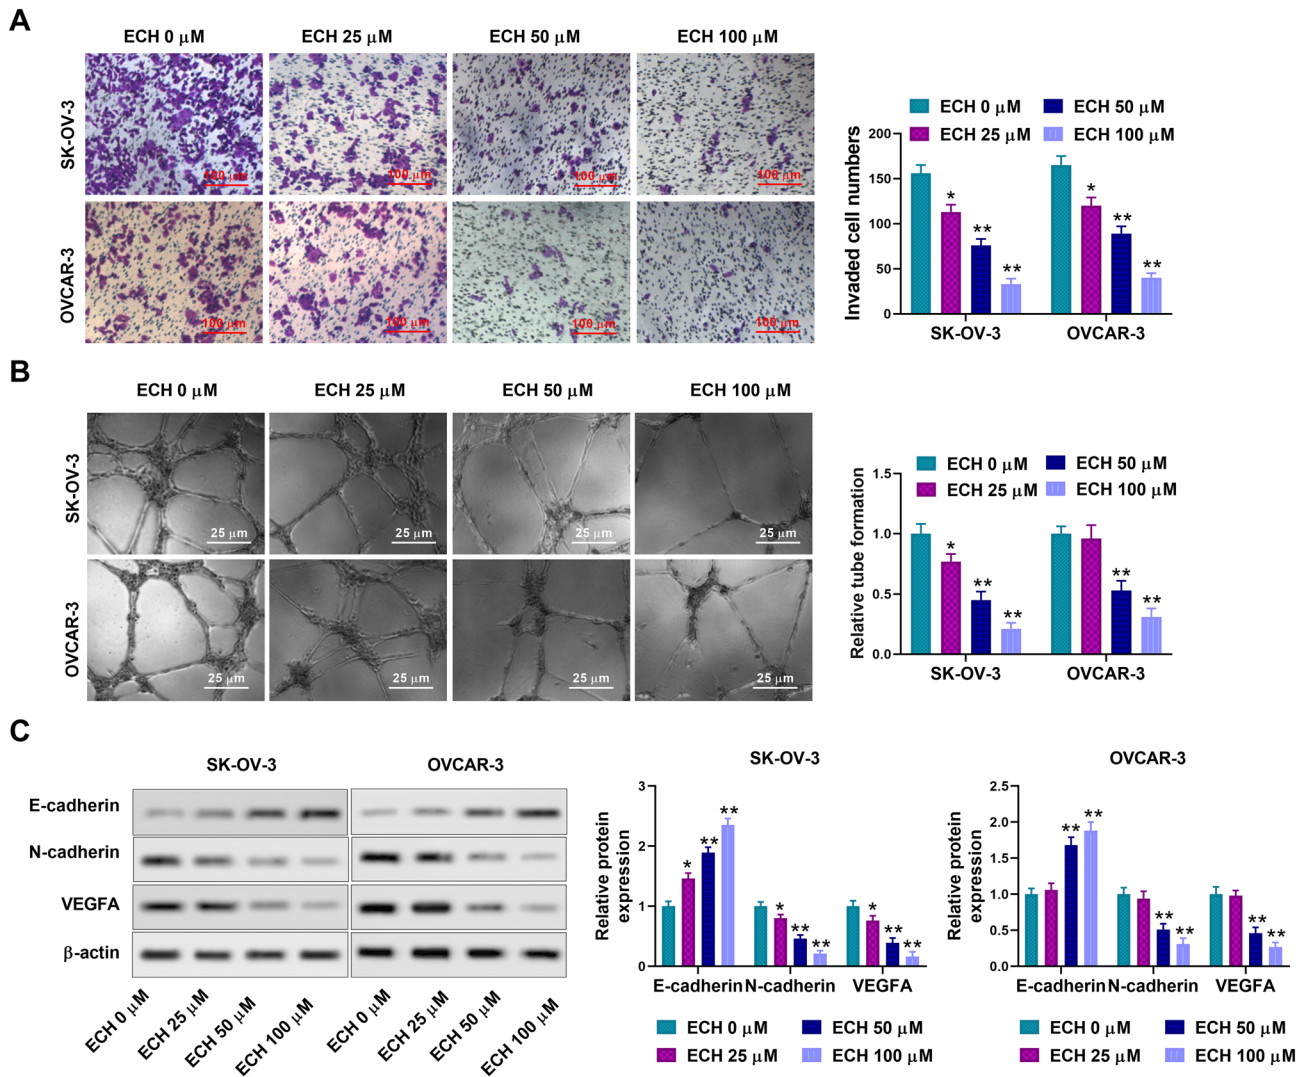 A
ECH 0 μM
ECH 25 μM
ECH 50 μM
ECH 100 μM
SK-OV-3
100 μm
100 μm
100 μm
100 μm
OVCAR-3
100 μm
100 μm
100 μm
100 μm
ECH 0 μM
ECH 50 μM
ECH 25 μM
ECH 100 μM
Invaded cell numbers
200
150
100
50
0
*
**
**
*
**
**
SK-OV-3
OVCAR-3
B
ECH 0 μM
ECH 25 μM
ECH 50 μM
ECH 100 μM
SK-OV-3
25 μm
25 μm
25 μm
25 μm
OVCAR-3
25 μm
25 μm
25 μm
25 μm
ECH 0 μM
ECH 50 μM
ECH 25 μM
ECH 100 μM
Relative tube formation
1.5
1.0
0.5
0.0
*
**
**
**
**
SK-OV-3
OVCAR-3
C
SK-OV-3
OVCAR-3
E-cadherin
N-cadherin
VEGFA
β-actin
ECH 0 μM
ECH 25 μM
ECH 50 μM
ECH 100 μM
ECH 0 μM
ECH 25 μM
ECH 50 μM
ECH 100 μM
SK-OV-3
Relative protein
expression
3
2
1
0
*
**
**
*
**
**
*
**
**
E-cadherin
N-cadherin
VEGFA
ECH 0 μM
ECH 50 μM
ECH 25 μM
ECH 100 μM
OVCAR-3
Relative protein
expression
2.5
2.0
1.5
1.0
0.5
0.0
**
**
**
**
**
**
E-cadherin
N-cadherin
VEGFA
ECH 0 μM
ECH 50 μM
ECH 25 μM
ECH 100 μM